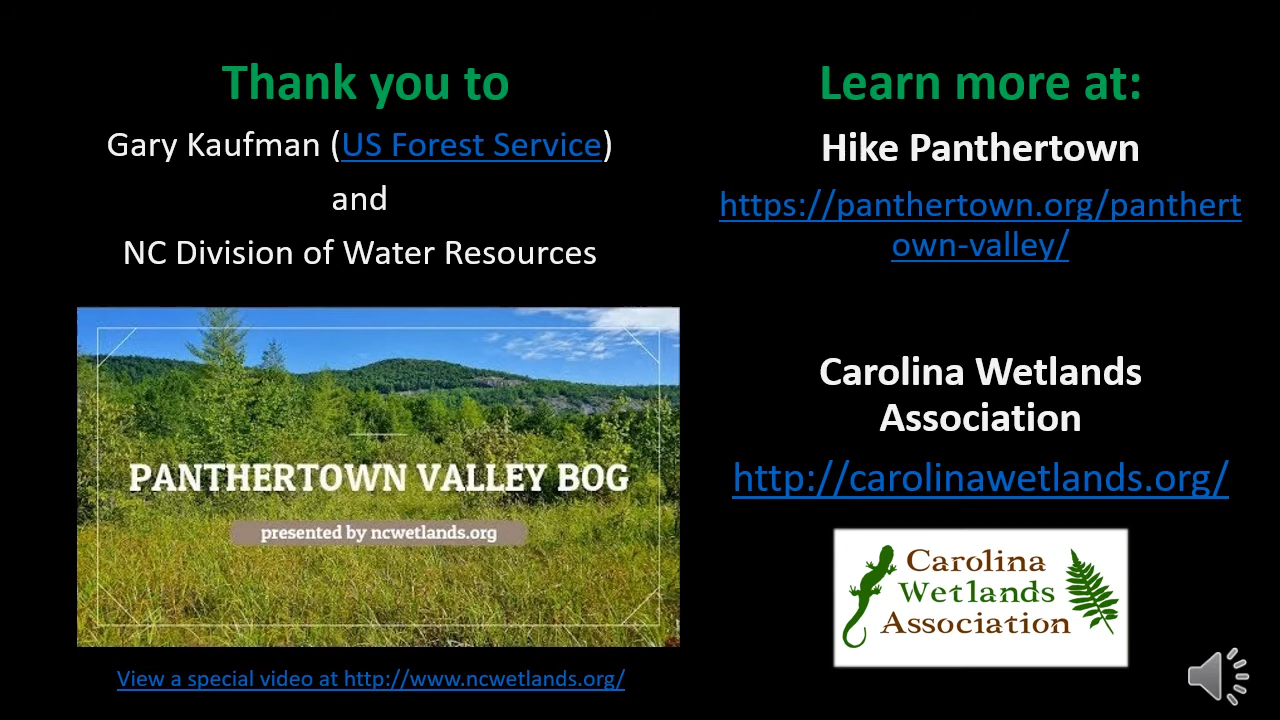 Thank you to
Gary Kaufman (US Forest Service)
and
NC Division of Water Resources
PANTHERTOWN VALLEY BOG
presented by ncwetlands.org
View a special video at http://www.ncwetlands.org/
Learn more at:
Hike Panthertown
https://panthertown.org/panthert
own-valley/
Carolina Wetlands
Association
http://carolinawetlands.org/
Carolina
Wetlands
Association